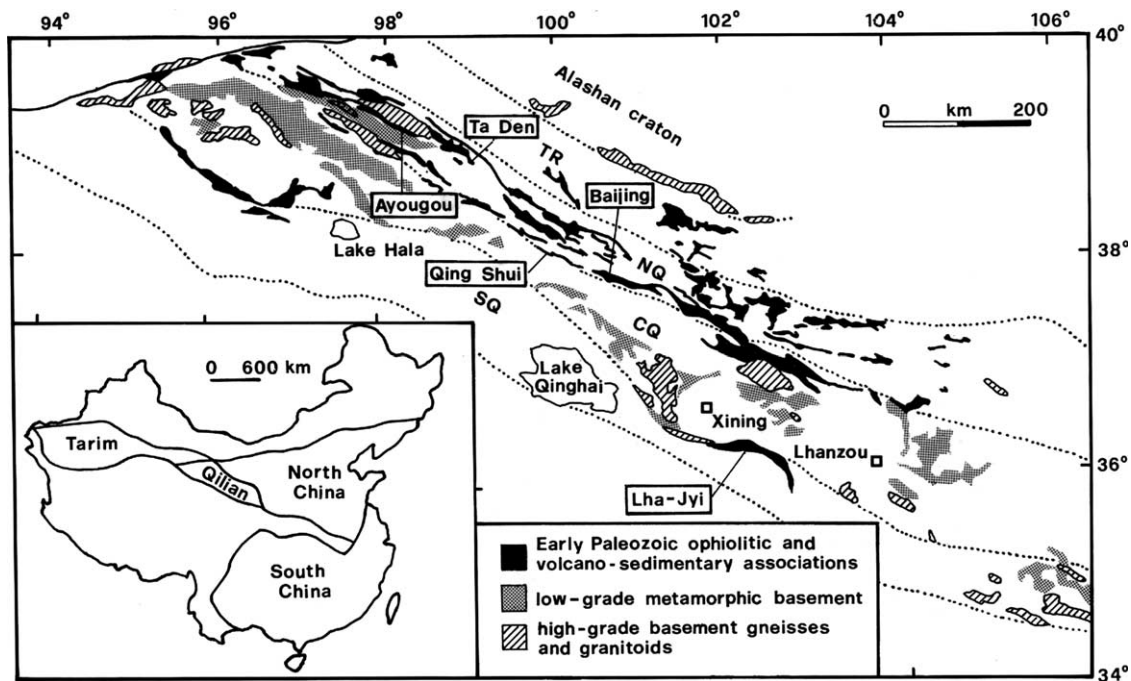 94°
96°
98°
100°
102°
104°
106°
40°
Alashan craton
0 km 200
Ta Den
TR
Ayougou
Baijing
Lake Hala
38°
Qing Shui
NQ
SQ
CQ
0 600 km
Lake
Qinghai
Xining
Tarim
Lhanzou
Qilian
North
China
36°
Lha-Jyi
South
China
Early Paleozoic ophiolitic and
volcano-sedimentary associations
low-grade metamorphic basement
high-grade basement gneisses
and granitoids
34°